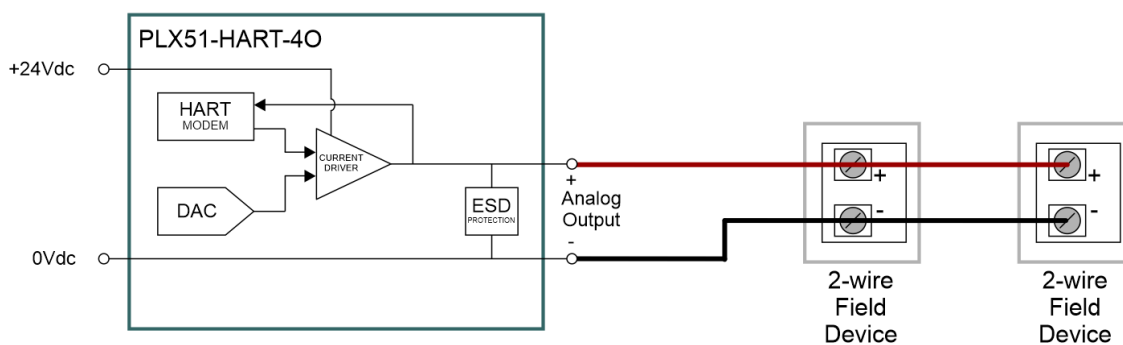 PLX51-HART-4O
+24Vdc
HART
MODEM
CURRENT
DRIVER
DAC
ESD
PROTECTION
0Vdc
+
Analog
Output
-
+
-
2-wire
Field
Device
+
-
2-wire
Field
Device